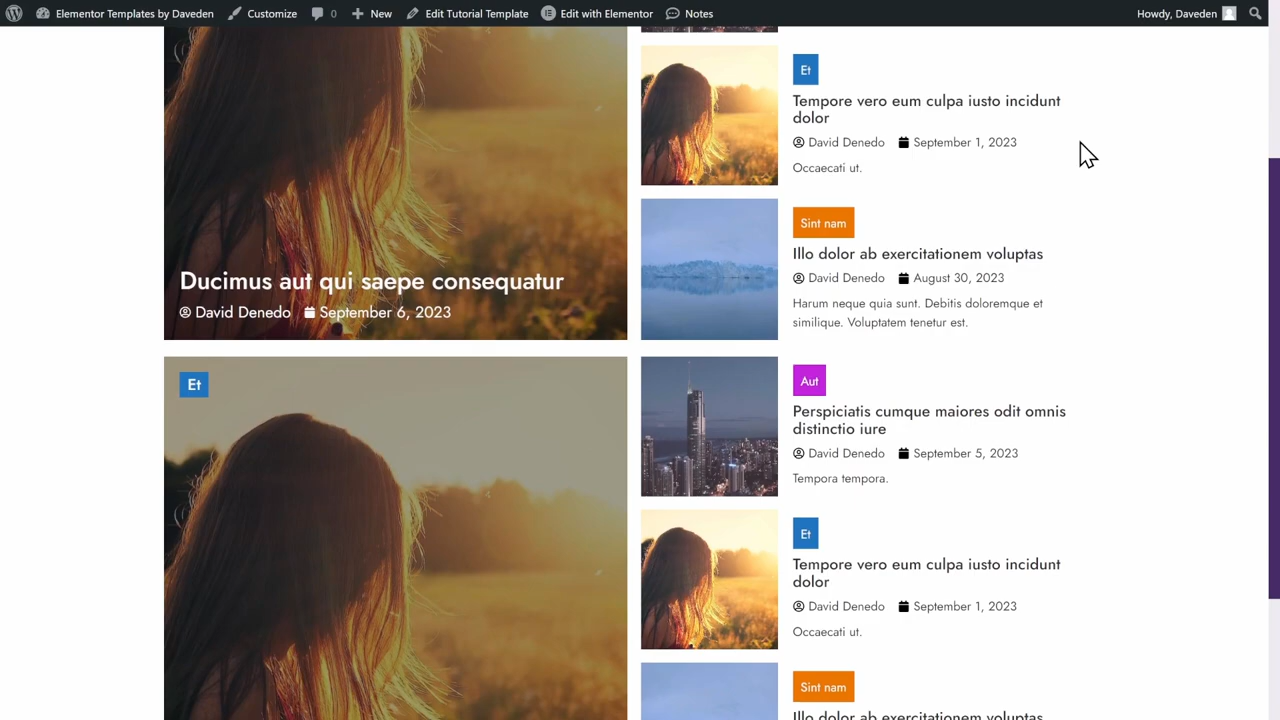 Elementor Templates by Daveden Customize 0 New Edit Tutorial Template Edit with Elementor Notes Howdy, Daveden
Ducimus aut qui saepe consequatur
David Denedo September 6, 2023
Et
Et
Tempore vero eum culpa iusto incidunt
dolor
David Denedo September 1, 2023
Occaecati ut.
Sint nam
Illo dolor ab exercitationem voluptas
David Denedo August 30, 2023
Harum neque quia sunt. Debitis doloremque et
similique. Voluptatem tenetur est.
Aut
Perspiciatis cumque maiores odit omnis
distinctio iure
David Denedo September 5, 2023
Tempora tempora.
Et
Tempore vero eum culpa iusto incidunt
dolor
David Denedo September 1, 2023
Occaecati ut.
Sint nam
Illo dolor ab exercitationem voluptas